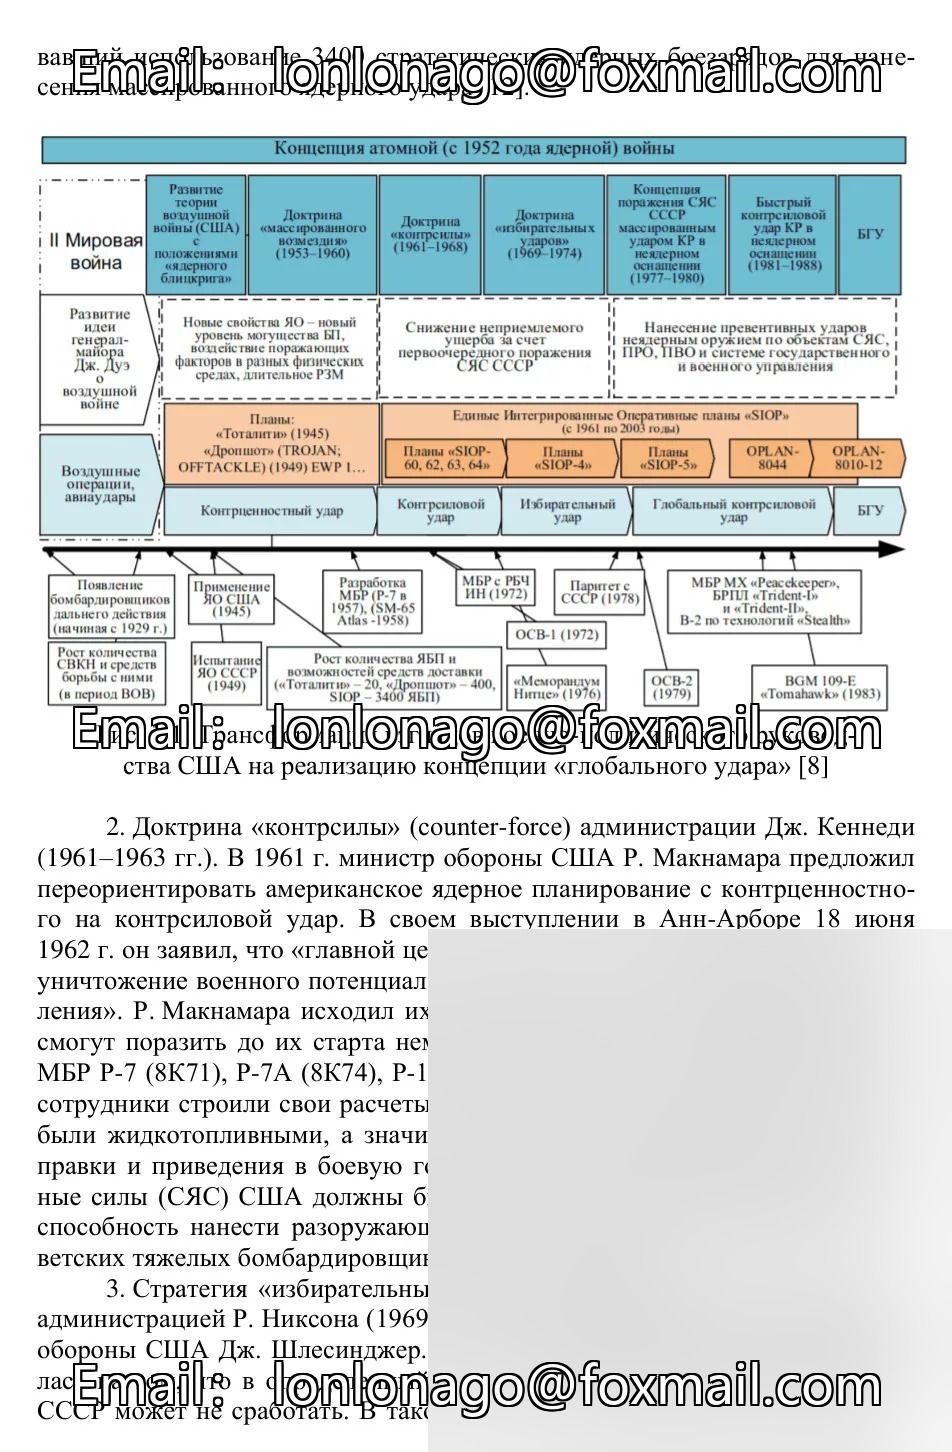 вавший использование 3400 стратегических ядерных боезарядов для нане-
сения массированного ядерного удара
Email: lonlonago@foxmail.com
Концепция атомной (с 1952 года ядерной) войны
II Мировая
война
Развитие
теории
воздушной
войны (США)
с
положениями
«ядерного
блицкрига»
Доктрина
«массированного
возмездия»
(1953–1960)
Доктрина
«контрсилы»
(1961–1968)
Доктрина
«избирательных
ударов»
(1969–1974)
Концепция
поражения СЯС
СССР
массированным
ударом КР в
неядерном
оснащении
(1977–1980)
Быстрый
контрсиловой
удар КР в
неядерном
оснащении
(1981–1988)
БГУ
Развитие
идеи
генерал-
майора
Дж. Дуэ
о
воздушной
войне
Новые свойства ЯО – новый
уровень могущества БП,
воздействие поражающих
факторов в разных физических
средах, длительное РЗМ
Снижение неприемлемого
ущерба за счет
первоочередного поражения
СЯС СССР
Нанесение превентивных ударов
неядерным оружием по объектам СЯС,
ПРО, ПВО и системе государственного
и военного управления
Воздушные
операции,
авиаудары
Планы:
«Тоталити» (1945)
«Дропшот» (TROJAN;
OFFTACKLE) (1949) EWP 1…
Единые Интегрированные Оперативные планы «SIOP»
(с 1961 по 2003 годы)
Планы «SIOP-
60, 62, 63, 64»
Планы
«SIOP-4»
Планы
«SIOP-5»
OPLAN-
8044
OPLAN-
8010-12
Контрценностный удар
Контрсиловой
удар
Избирательный
удар
Глобальный контрсиловой
удар
БГУ
Появление
бомбардировщиков
дальнего действия
(начиная с 1929 г.)
Применение
ЯО США
(1945)
Разработка
МБР (Р-7 в
1957), (SM-65
Atlas -1958)
МБР с РБЧ
ИН (1972)
Паритет с
СССР (1978)
МБР МХ «Peacekeeper»,
БРПЛ «Trident-I»
и «Trident-II»,
В-2 по технологий «Stealth»
ОСВ-1 (1972)
Рост количества
СВКН и средств
борьбы с ними
(в период ВОВ)
Испытание
ЯО СССР
(1949)
Рост количества ЯБП и
возможностей средств доставки
(«Тоталити» – 20, «Дропшот» – 400,
SIOP – 3400 ЯБП)
«Меморандум
Нитце» (1976)
ОСВ-2
(1979)
BGM 109-E
«Tomahawk» (1983)
Email: lonlonago@foxmail.com
ства США на реализацию концепции «глобального удара» [8]
2. Доктрина «контрсилы» (counter-force) администрации Дж. Кеннеди
(1961–1963 гг.). В 1961 г. министр обороны США Р. Макнамара предложил
переориентировать американское ядерное планирование с контрценностно-
го на контрсиловой удар. В своем выступлении в Анн-Арборе 18 июня
1962 г. он заявил, что «главной це
уничтожение военного потенциал
ления». Р. Макнамара исходил их
смогут поразить до их старта нем
МБР Р-7 (8К71), Р-7А (8К74), Р-1
сотрудники строили свои расчеты
были жидкотопливными, а значи
правки и приведения в боевую го
ные силы (СЯС) США должны б
способность нанести разоружающ
ветских тяжелых бомбардировщик
3. Стратегия «избирательны
администрацией Р. Никсона (1969
обороны США Дж. Шлесинджер.
Email: lonlonago@foxmail.com
СССР может не сработать. В тако